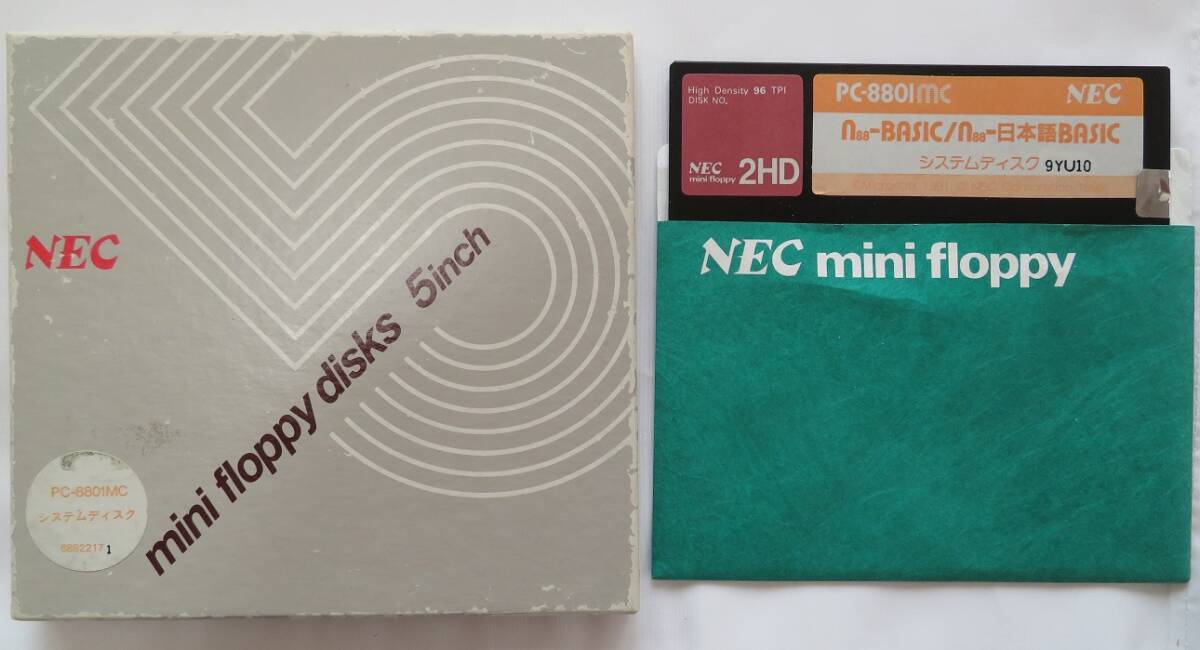 NEC
mini floppy disks 5inch
PC-8801MC
システムディスク
6892217 1
High Density 96 TPI
DISK NO.
NEC
mini floppy 2HD
PC-8801mc NEC
n88-BASIC/n88-日本語BASIC
システムディスク 9YU10
NEC mini floppy